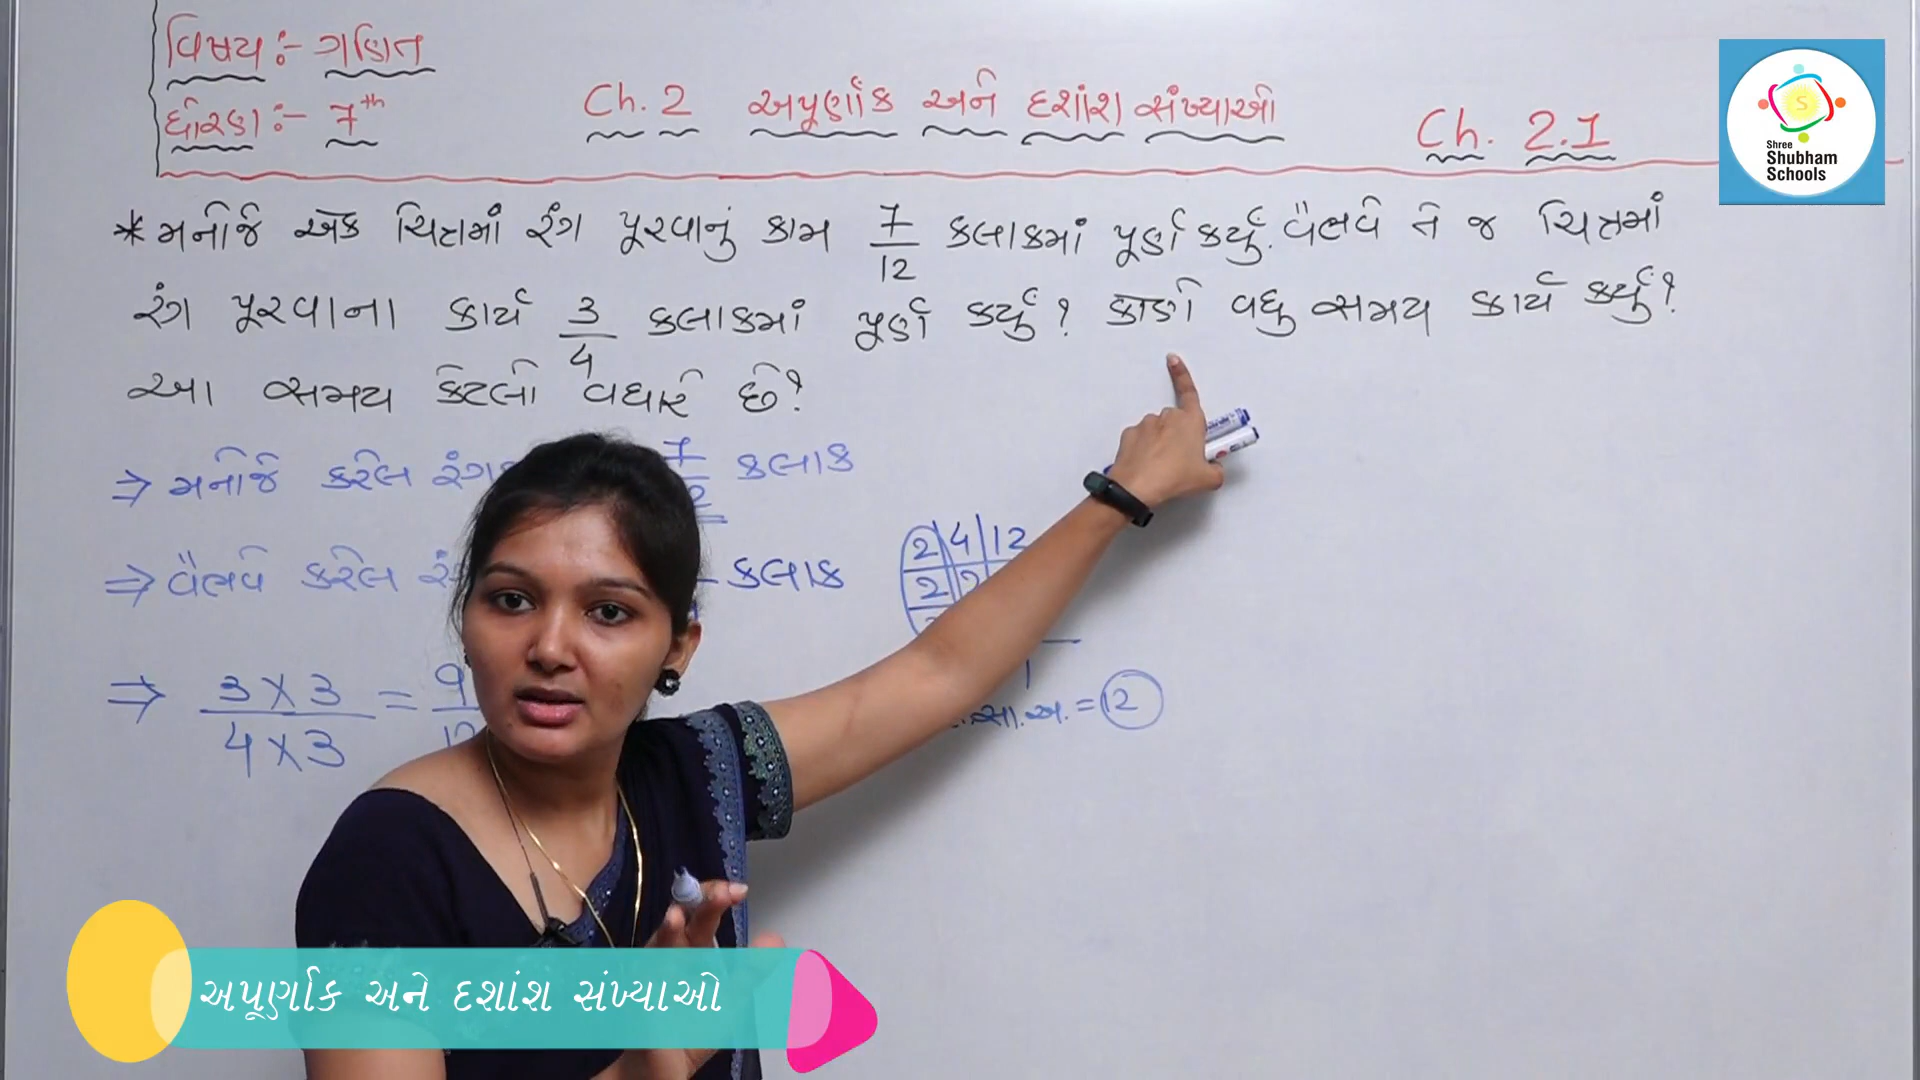 વિષય :- ગણિત
ધોરણ :- 7th
Ch. 2 અપૂર્ણાંક અને દશાંશ સંખ્યાઓ
Ch. 2.1
Shree
Shubham
Schools
* મનોજે એક ચિત્રમાં રંગ પૂરવાનું કામ 7/12 કલાકમાં પૂર્ણ કર્યું. વૈભવે તે જ ચિત્રમાં
રંગ પૂરવાના કાર્ય 3/4 કલાકમાં પૂર્ણ કર્યું ? કોણે વધુ સમય કાર્ય કર્યું ?
આ સમય કેટલો વધારે છે ?
⇒ મનોજે કરેલ કલાક
⇒ વૈભવે કરેલ કલાક
2 4 12
2 2
⇒ 3 X 3 / 4 X 3 = 9
1
.સા.અ. = 12
અપૂર્ણાંક અને દશાંશ સંખ્યાઓ